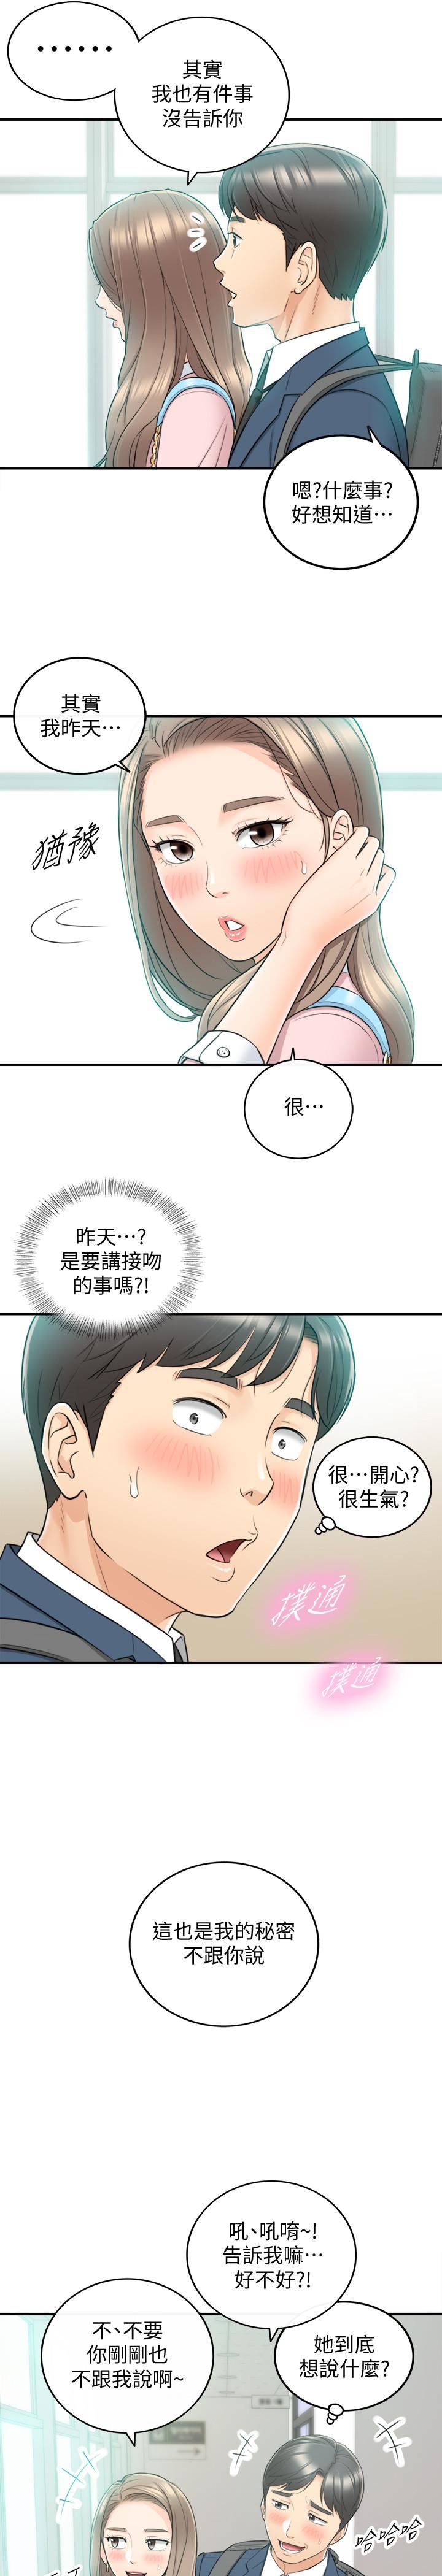 ······
其實
我也有件事
沒告訴你
嗯?什麼事?
好想知道…
其實
我昨天…
猶豫
很…
昨天…?
是要講接吻
的事嗎?!
很…開心?
很生氣?
撲通
撲通
這也是我的秘密
不跟你說
吼、吼唷~!
告訴我嘛…
好不好?!
不、不要
你剛剛也
不跟我說啊~
她到底
想說什麼?
哈哈哈